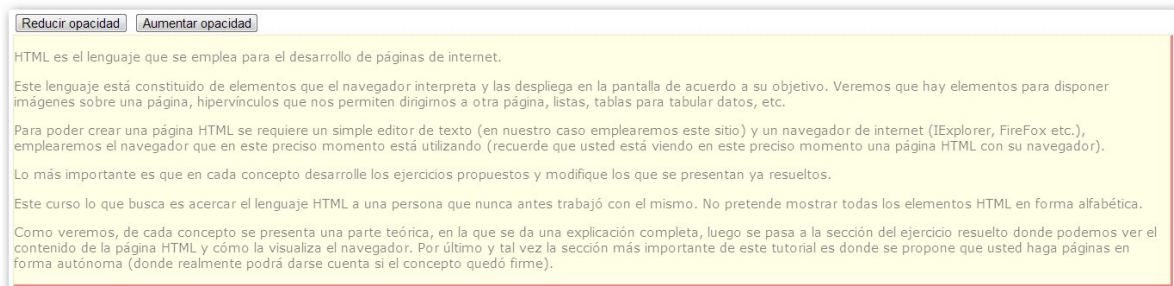 Reducir opacidad Aumentar opacidad
HTML es el lenguaje que se emplea para el desarrollo de páginas de internet.
Este lenguaje está constituido de elementos que el navegador interpreta y las despliega en la pantalla de acuerdo a su objetivo. Veremos que hay elementos para disponer
imágenes sobre una página, hipervínculos que nos permiten dirigirnos a otra página, listas, tablas para tabular datos, etc.
Para poder crear una página HTML se requiere un simple editor de texto (en nuestro caso emplearemos este sitio) y un navegador de internet (IExplorer, FireFox etc.),
emplearemos el navegador que en este preciso momento está utilizando (recuerde que usted está viendo en este preciso momento una página HTML con su navegador).
Lo más importante es que en cada concepto desarrolle los ejercicios propuestos y modifique los que se presentan ya resueltos.
Este curso lo que busca es acercar el lenguaje HTML a una persona que nunca antes trabajó con el mismo. No pretende mostrar todas los elementos HTML en forma alfabética.
Como veremos, de cada concepto se presenta una parte teórica, en la que se da una explicación completa, luego se pasa a la sección del ejercicio resuelto donde podemos ver el
contenido de la página HTML y cómo la visualiza el navegador. Por último y tal vez la sección más importante de este tutorial es donde se propone que usted haga páginas en
forma autónoma (donde realmente podrá darse cuenta si el concepto quedó firme).